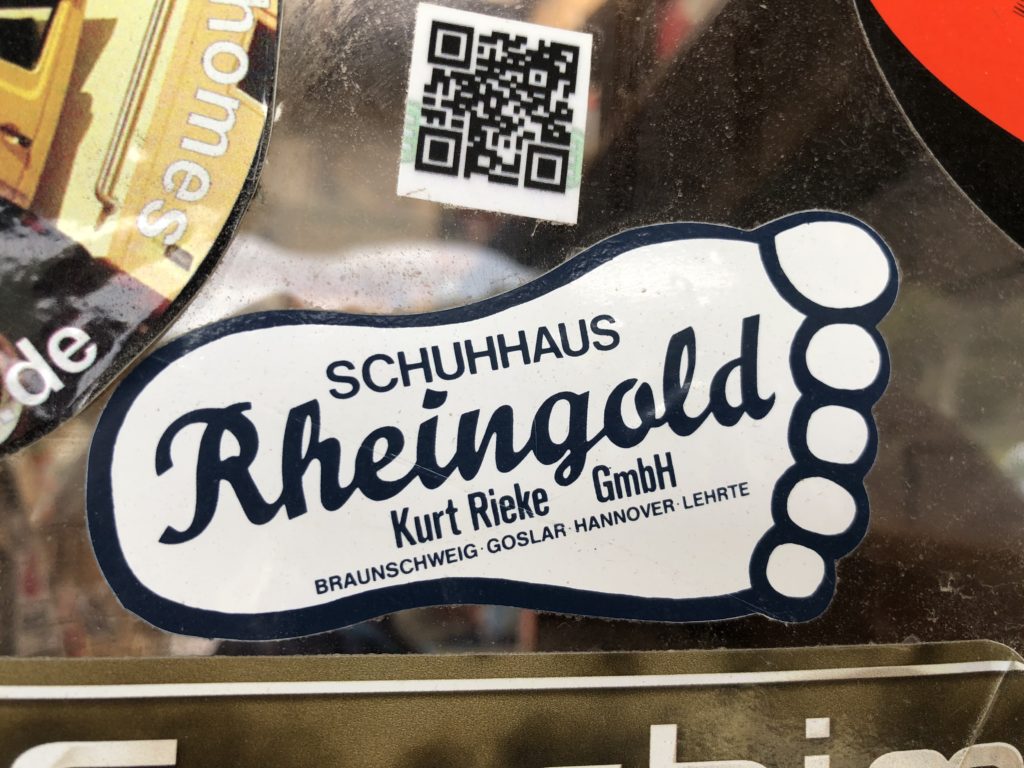 homes
.de
SCHUHHAUS
Rheingold
Kurt Rieke GmbH
BRAUNSCHWEIG · GOSLAR · HANNOVER · LEHRTE